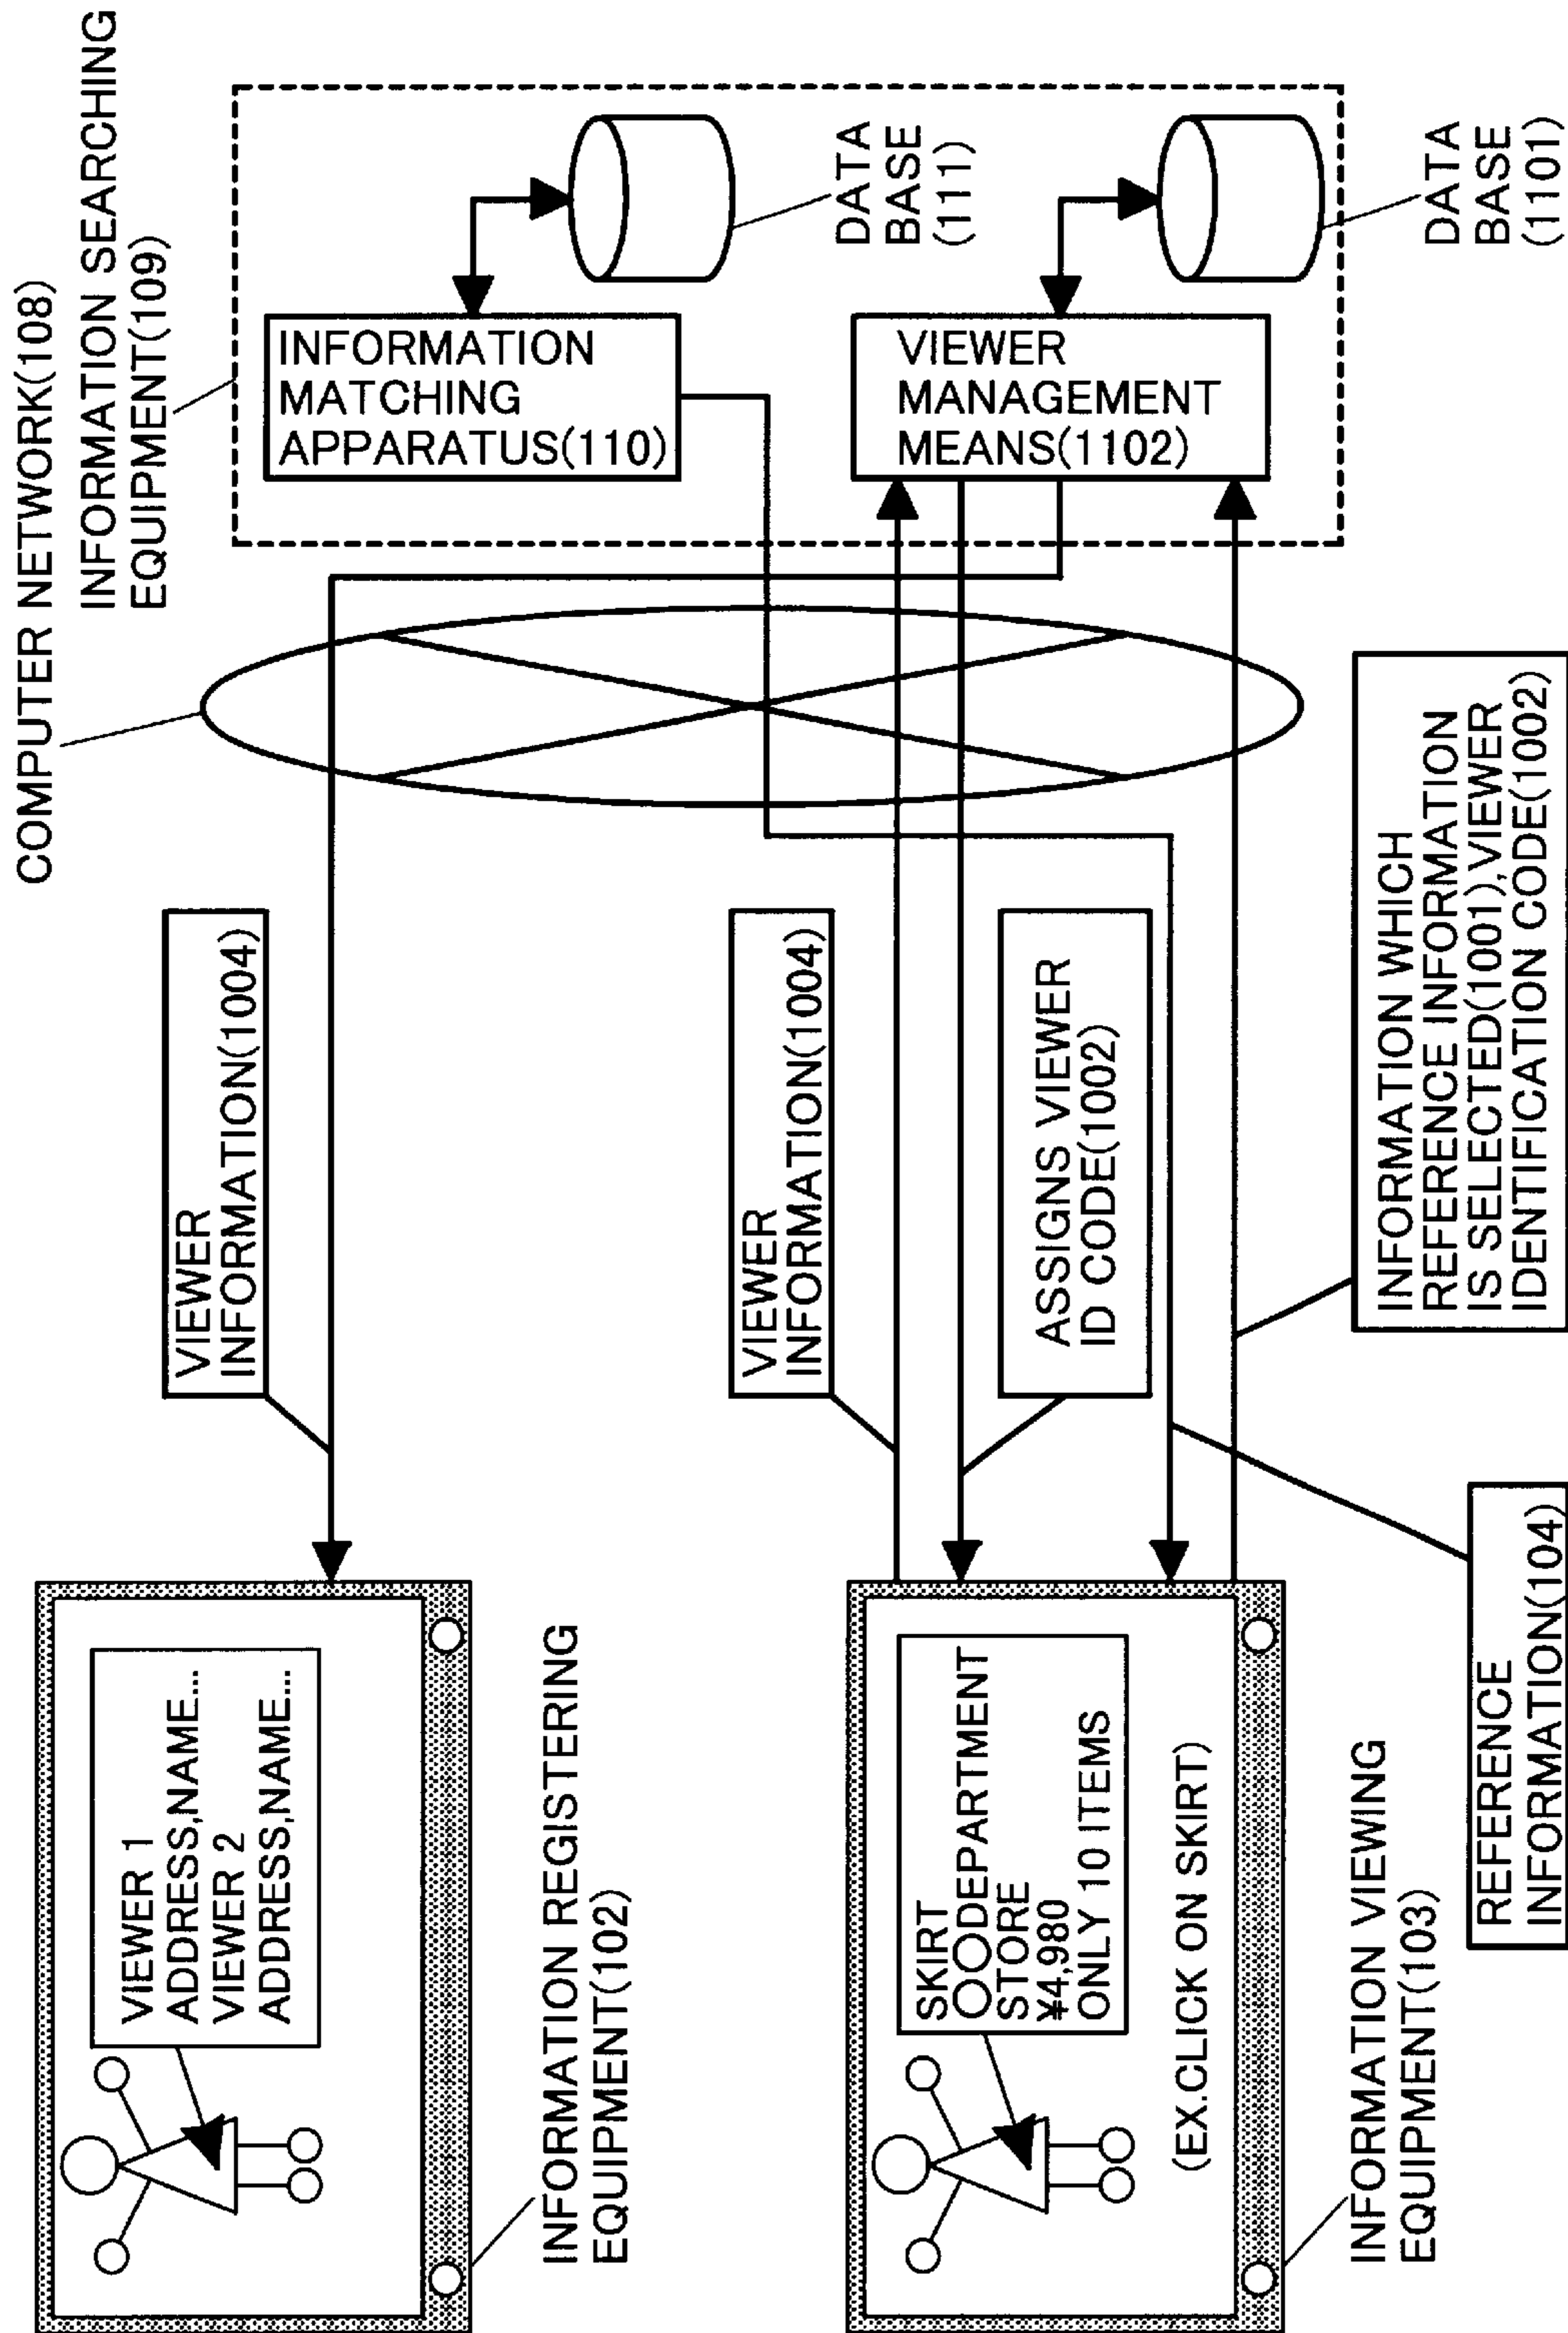 COMPUTER NETWORK(108)
INFORMATION SEARCHING
EQUIPMENT(109)
INFORMATION
MATCHING
APPARATUS(110)
DATA
BASE
(111)
VIEWER
MANAGEMENT
MEANS(1102)
DATA
BASE
(1101)
VIEWER
INFORMATION(1004)
VIEWER
INFORMATION(1004)
ASSIGNS VIEWER
ID CODE(1002)
INFORMATION WHICH
REFERENCE INFORMATION
IS SELECTED(1001),VIEWER
IDENTIFICATION CODE(1002)
VIEWER 1
ADDRESS,NAME...
VIEWER 2
ADDRESS,NAME...
INFORMATION REGISTERING
EQUIPMENT(102)
SKIRT
○○DEPARTMENT
STORE
¥4,980
ONLY 10 ITEMS
(EX.CLICK ON SKIRT)
INFORMATION VIEWING
EQUIPMENT(103)
REFERENCE
INFORMATION(104)